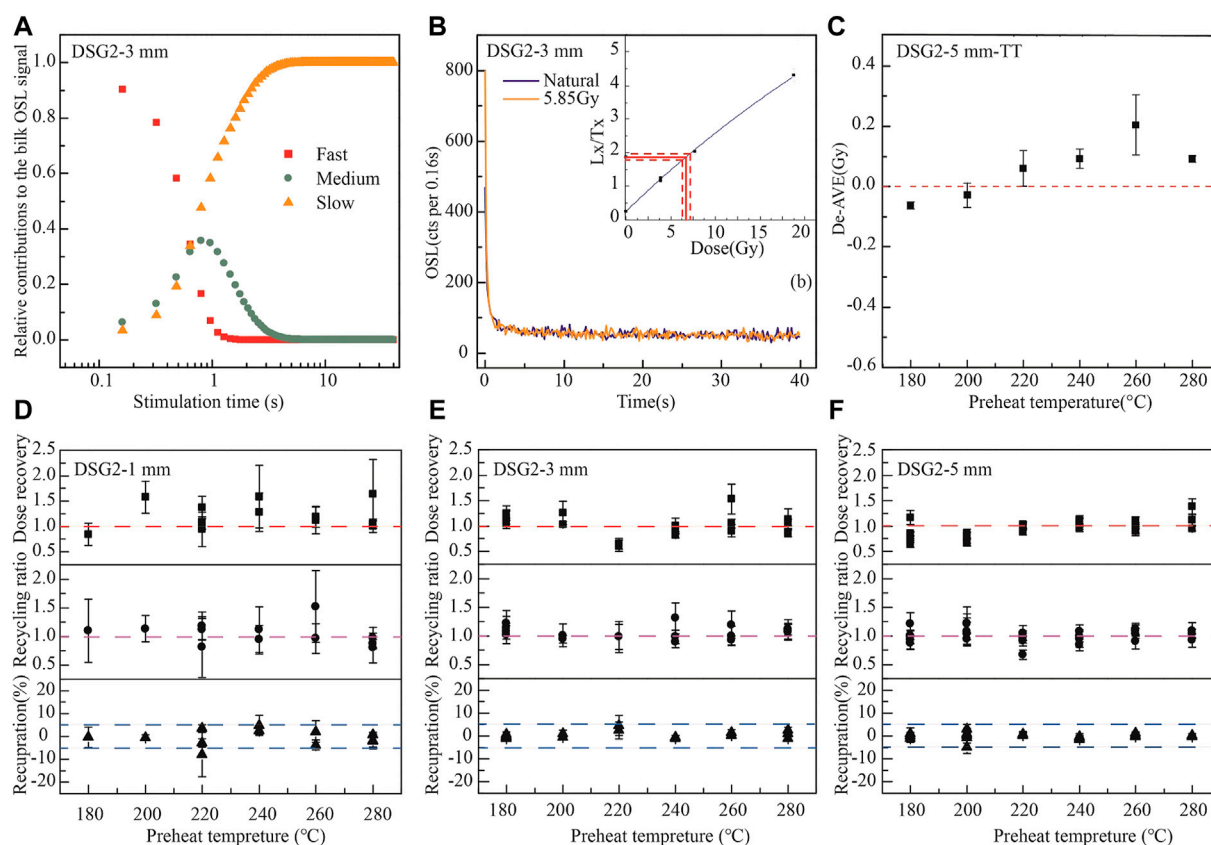 A
DSG2-3 mm
Relative contributions to the bilk OSL signal
1.0
0.8
0.6
0.4
0.2
0.0
Fast
Medium
Slow
0.1
1
10
Stimulation time (s)
B
DSG2-3 mm
Natural
5.85Gy
OSL(cts per 0.16s)
800
600
400
200
0
0
10
20
30
40
Time(s)
Lx/Tx
5
4
3
2
1
0
0
5
10
15
20
Dose(Gy)
(b)
C
DSG2-5 mm-TT
De-AVE(Gy)
0.4
0.2
0.0
-0.2
-0.4
-0.6
180
200
220
240
260
280
Preheat temperature(°C)
D
DSG2-1 mm
Dose recovery
2.5
2.0
1.5
1.0
0.5
Recycling ratio
2.0
1.5
1.0
0.5
Recupration(%)
20
10
0
-10
-20
180
200
220
240
260
280
Preheat tempreture (°C)
E
DSG2-3 mm
Dose recovery
2.5
2.0
1.5
1.0
0.5
Recycling ratio
2.0
1.5
1.0
0.5
Recupration(%)
20
10
0
-10
-20
180
200
220
240
260
280
Preheat tempreture (°C)
F
DSG2-5 mm
Dose recovery
2.5
2.0
1.5
1.0
0.5
Recycling ratio
2.0
1.5
1.0
0.5
Recupration(%)
20
10
0
-10
-20
180
200
220
240
260
280
Preheat tempreture (°C)